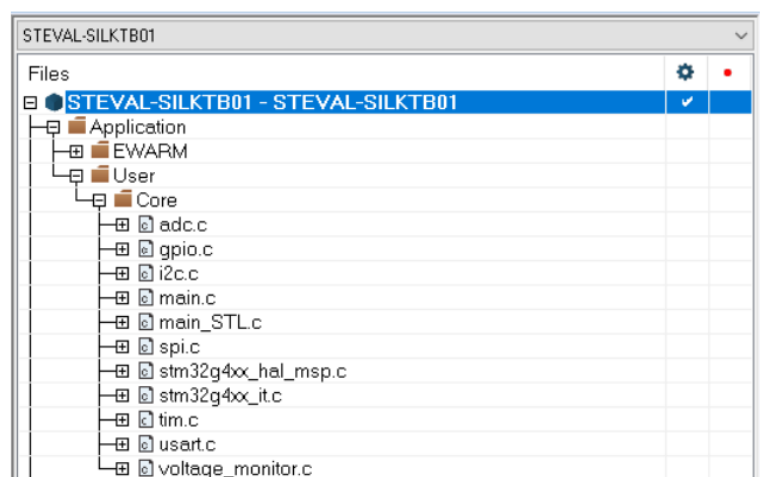 STEVAL-SILKTB01
Files
STEVAL-SILKTB01 - STEVAL-SILKTB01
Application
EWARM
User
Core
adc.c
gpio.c
i2c.c
main.c
main_STL.c
spi.c
stm32g4xx_hal_msp.c
stm32g4xx_it.c
tim.c
usart.c
voltage_monitor.c